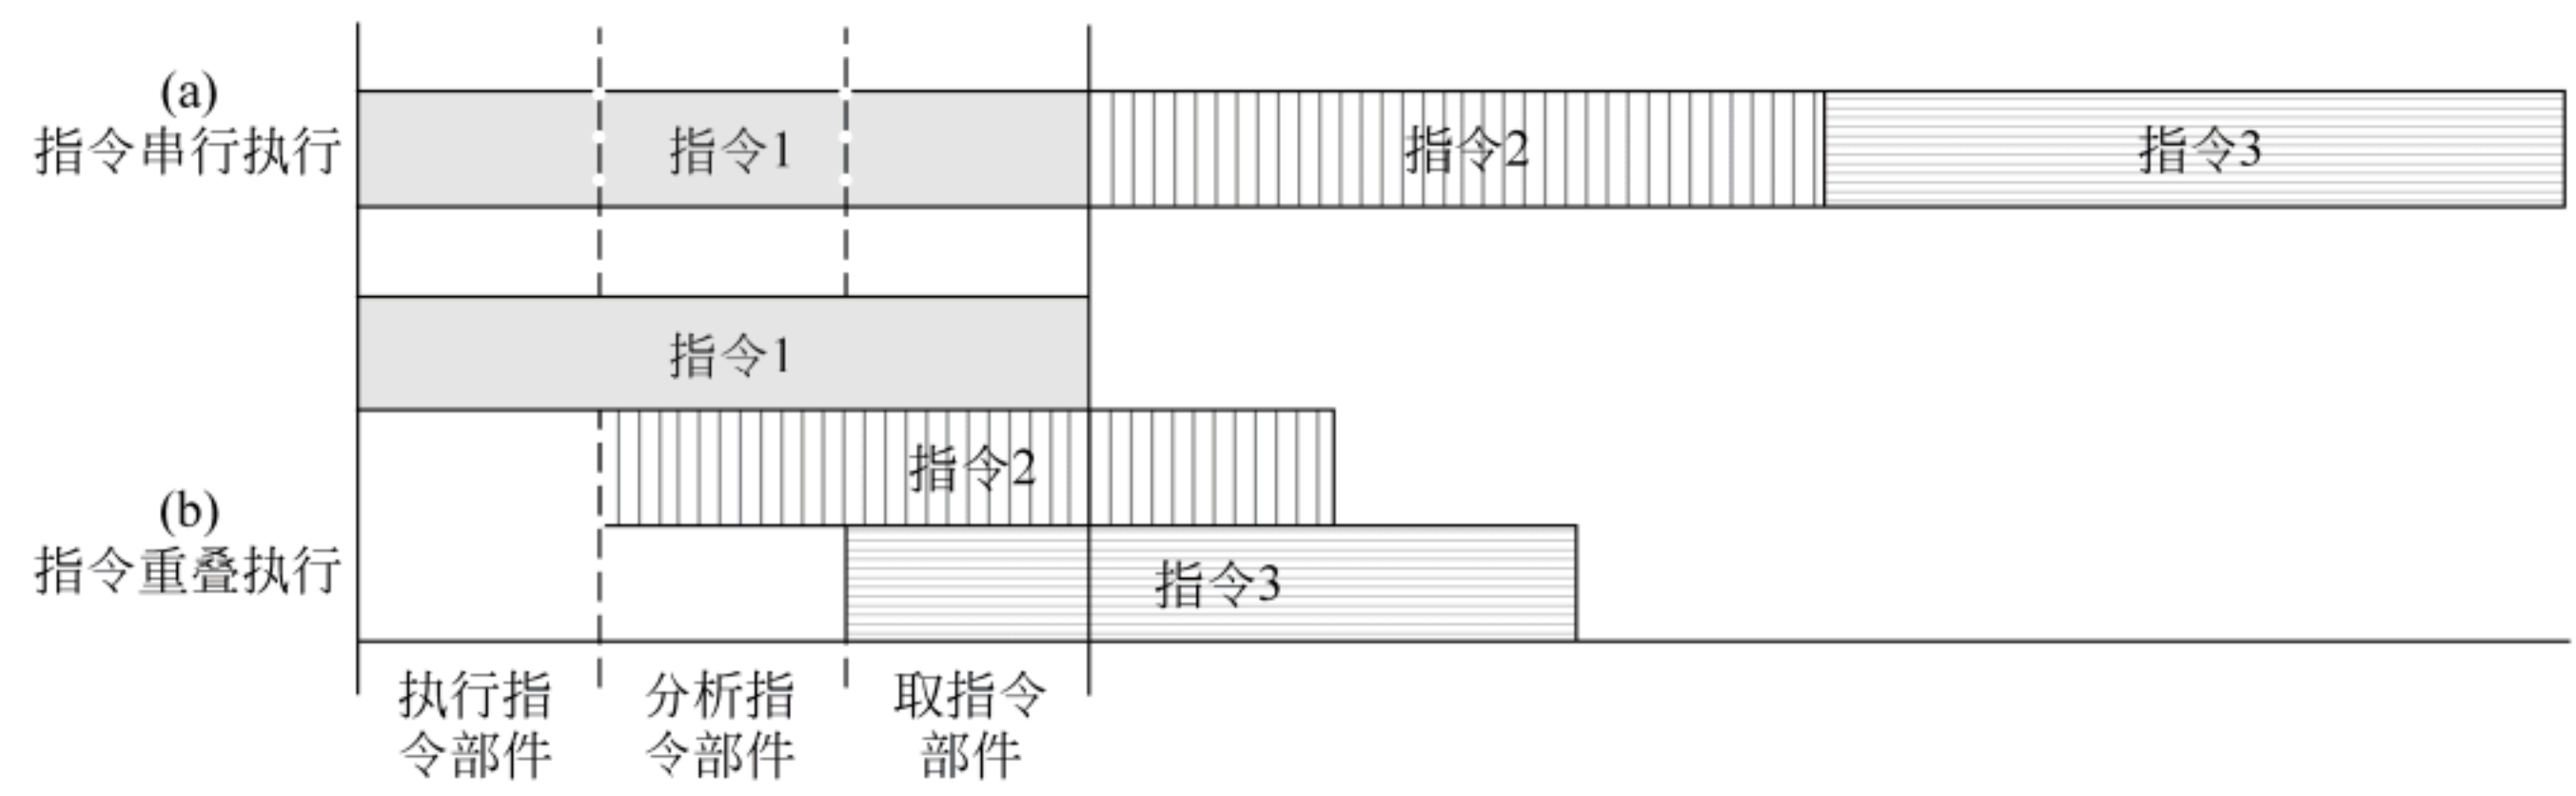 (a)
指令串行执行
指令1
指令2
指令3
指令1
指令2
(b)
指令重叠执行
指令3
执行指
令部件
分析指
令部件
取指令
部件